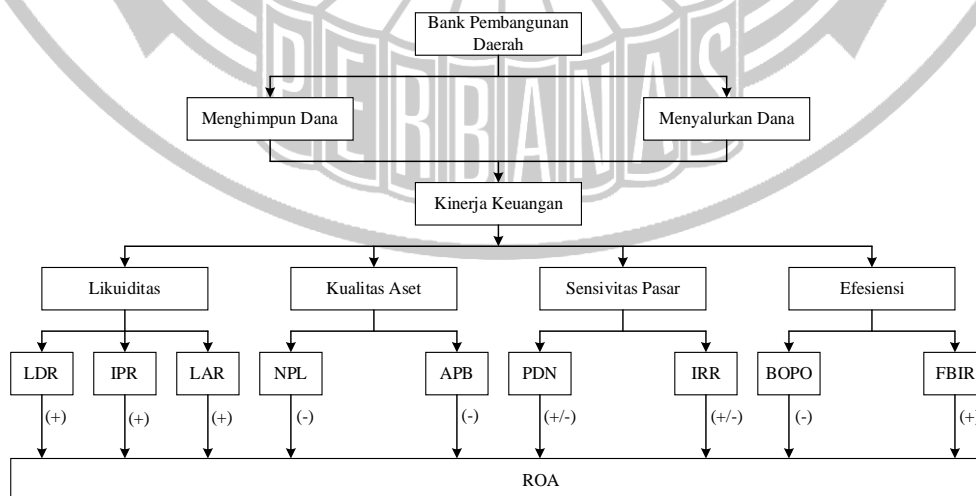 Bank Pembangunan
Daerah
PERBANAS
Menghimpun Dana
Menyalurkan Dana
Kinerja Keuangan
Likuiditas
Kualitas Aset
Sensivitas Pasar
Efesiensi
LDR
IPR
LAR
NPL
APB
PDN
IRR
BOPO
FBIR
(+)
(+)
(+)
(-)
(-)
(+/-)
(+/-)
(-)
(+)
ROA